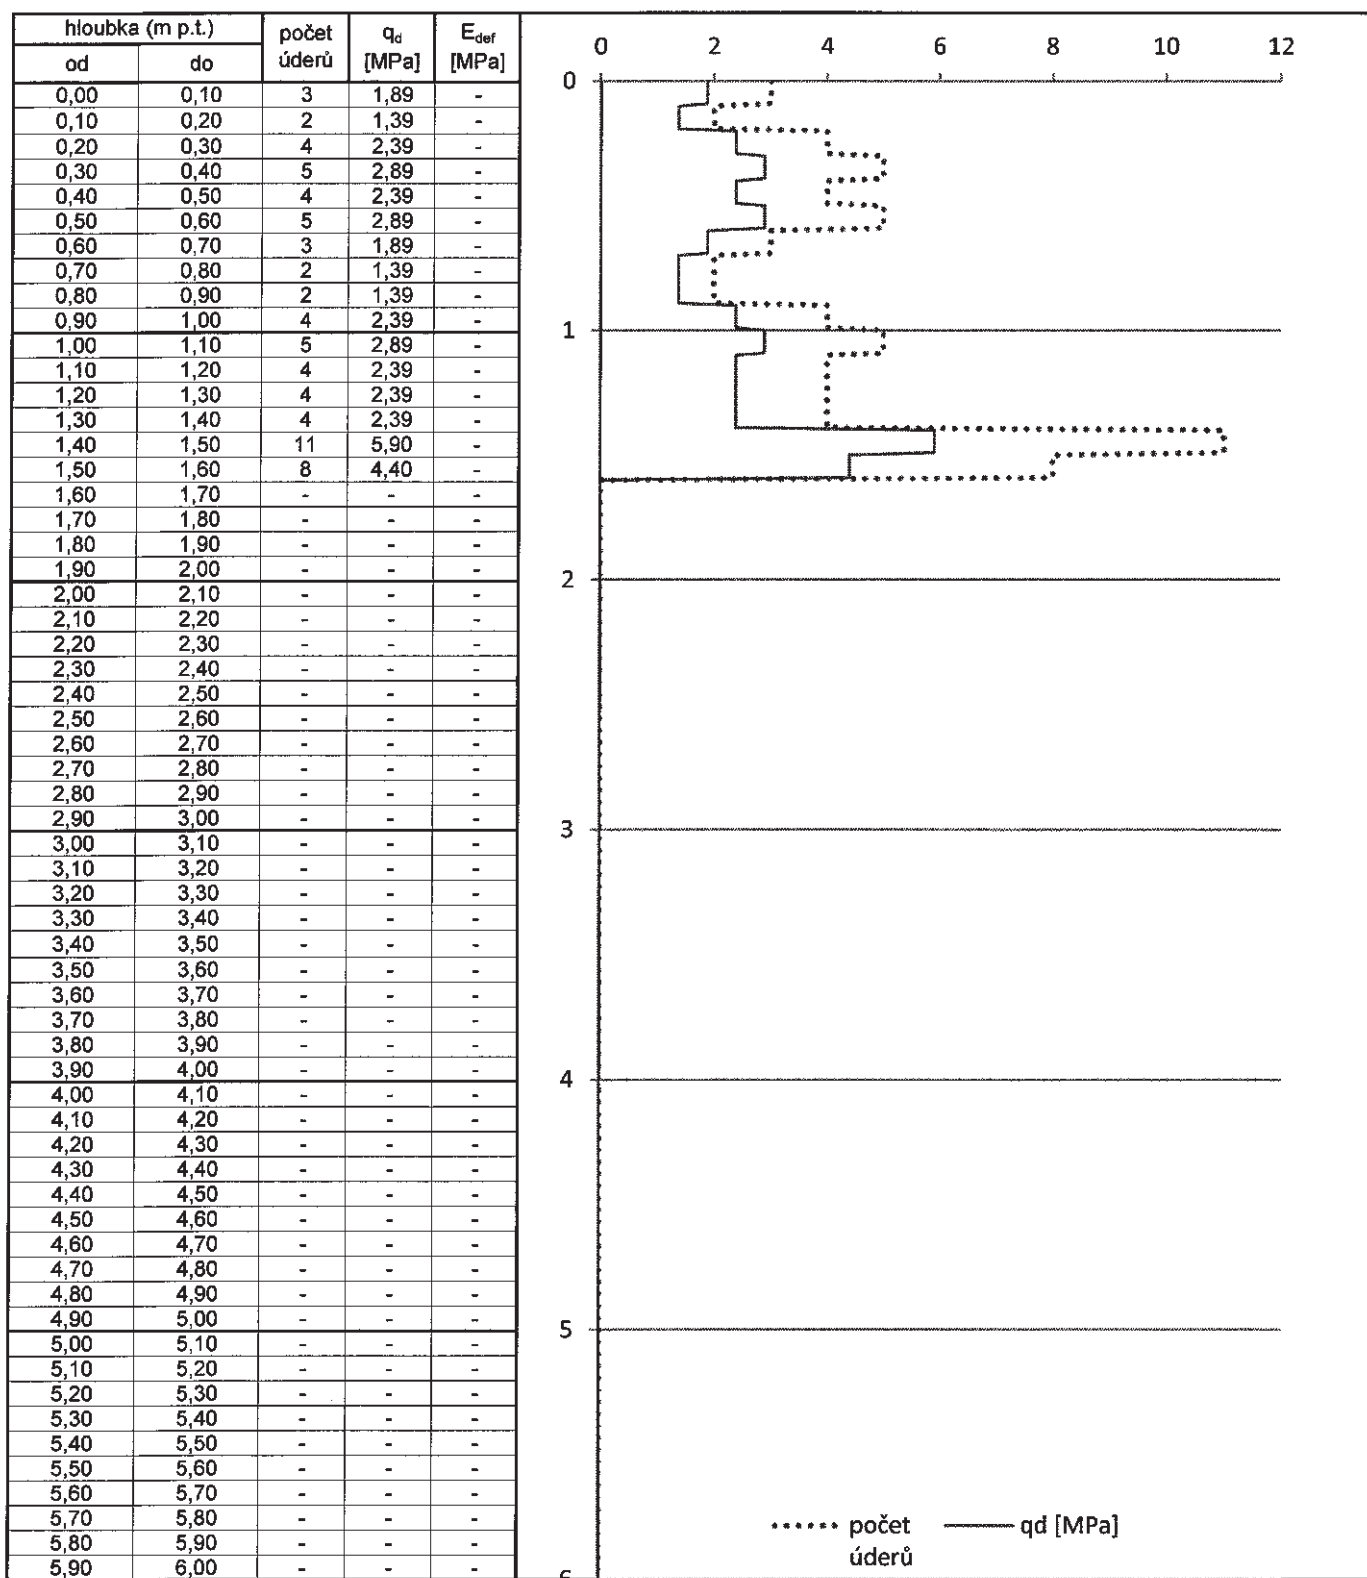 hloubka (m p.t.) počet úderů qd [MPa] Edef [MPa]
od do
0,00 0,10 3 1,89 -
0,10 0,20 2 1,39 -
0,20 0,30 4 2,39 -
0,30 0,40 5 2,89 -
0,40 0,50 4 2,39 -
0,50 0,60 5 2,89 -
0,60 0,70 3 1,89 -
0,70 0,80 2 1,39 -
0,80 0,90 2 1,39 -
0,90 1,00 4 2,39 -
1,00 1,10 5 2,89 -
1,10 1,20 4 2,39 -
1,20 1,30 4 2,39 -
1,30 1,40 4 2,39 -
1,40 1,50 11 5,90 -
1,50 1,60 8 4,40 -
1,60 1,70 - - -
1,70 1,80 - - -
1,80 1,90 - - -
1,90 2,00 - - -
2,00 2,10 - - -
2,10 2,20 - - -
2,20 2,30 - - -
2,30 2,40 - - -
2,40 2,50 - - -
2,50 2,60 - - -
2,60 2,70 - - -
2,70 2,80 - - -
2,80 2,90 - - -
2,90 3,00 - - -
3,00 3,10 - - -
3,10 3,20 - - -
3,20 3,30 - - -
3,30 3,40 - - -
3,40 3,50 - - -
3,50 3,60 - - -
3,60 3,70 - - -
3,70 3,80 - - -
3,80 3,90 - - -
3,90 4,00 - - -
4,00 4,10 - - -
4,10 4,20 - - -
4,20 4,30 - - -
4,30 4,40 - - -
4,40 4,50 - - -
4,50 4,60 - - -
4,60 4,70 - - -
4,70 4,80 - - -
4,80 4,90 - - -
4,90 5,00 - - -
5,00 5,10 - - -
5,10 5,20 - - -
5,20 5,30 - - -
5,30 5,40 - - -
5,40 5,50 - - -
5,50 5,60 - - -
5,60 5,70 - - -
5,70 5,80 - - -
5,80 5,90 - - -
5,90 6,00 - - -
0 2 4 6 8 10 12
0
1
2
3
4
5
6
počet úderů
qd [MPa]